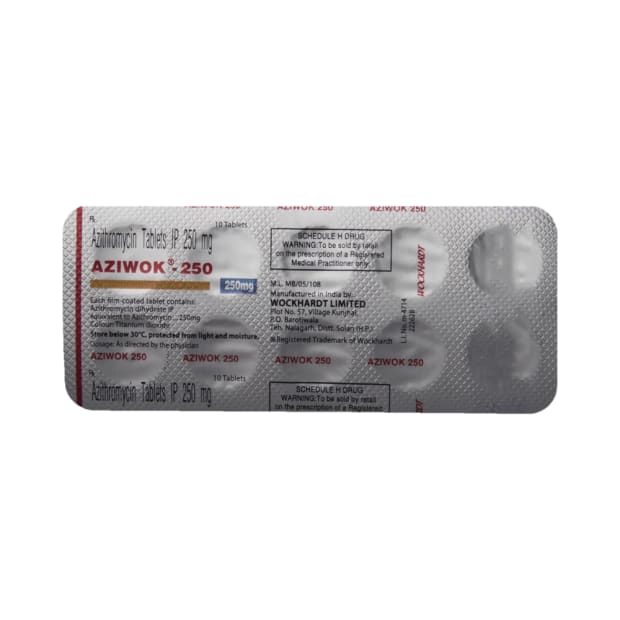 AZIWOK 250
AZIWOK 250
AZIWOK 250
Rx
10 Tablets
Azithromycin Tablets IP 250 mg
AZIWOK®-250
250mg
Each film-coated tablet contains:
Azithromycin dihydrate IP
equivalent to Azithromycin... 250mg
Colour: Titanium dioxide
Store below 30°C, protected from light and moisture.
Dosage: As directed by the physician
SCHEDULE H DRUG
WARNING:To be sold by retail
on the prescription of a Registered
Medical Practitioner only.
M.L. MB/05/108
Manufactured in India by:
WOCKHARDT LIMITED
Plot No. 57, Village Kunjhal,
P.O. Barotiwala
Teh. Nalagarh, Distt. Solan (H.P.)
®Registered Trademark of Wockhardt
WOCKHARDT
AZIWOK 250
AZIWOK 250
AZIWOK 250
AZIWOK 250
Rx
10 Tablets
Azithromycin Tablets IP 250 mg
SCHEDULE H DRUG
WARNING:To be sold by retail
on the prescription of a Registered